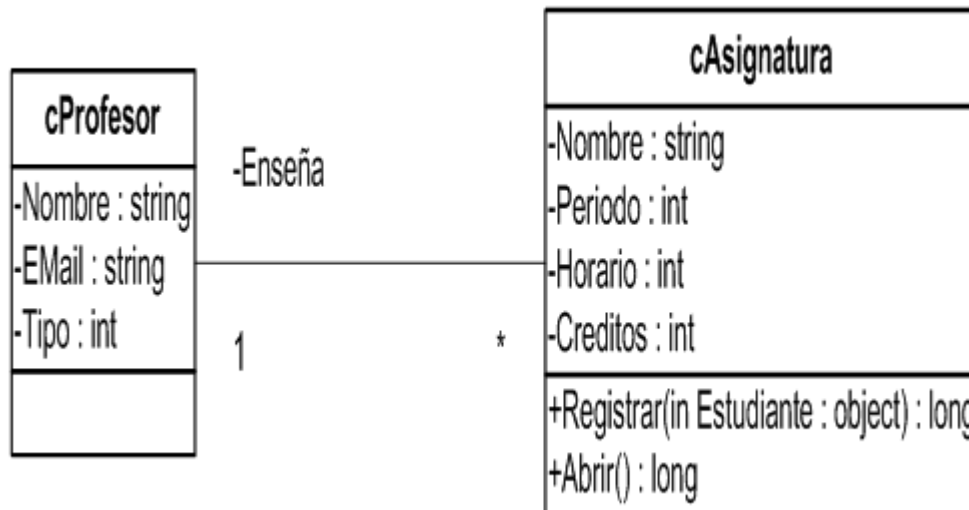 cProfesor
-Nombre : string
-EMail : string
-Tipo : int
-Enseña
1
*
cAsignatura
-Nombre : string
-Periodo : int
-Horario : int
-Creditos : int
+Registrar(in Estudiante : object) : long
+Abrir() : long